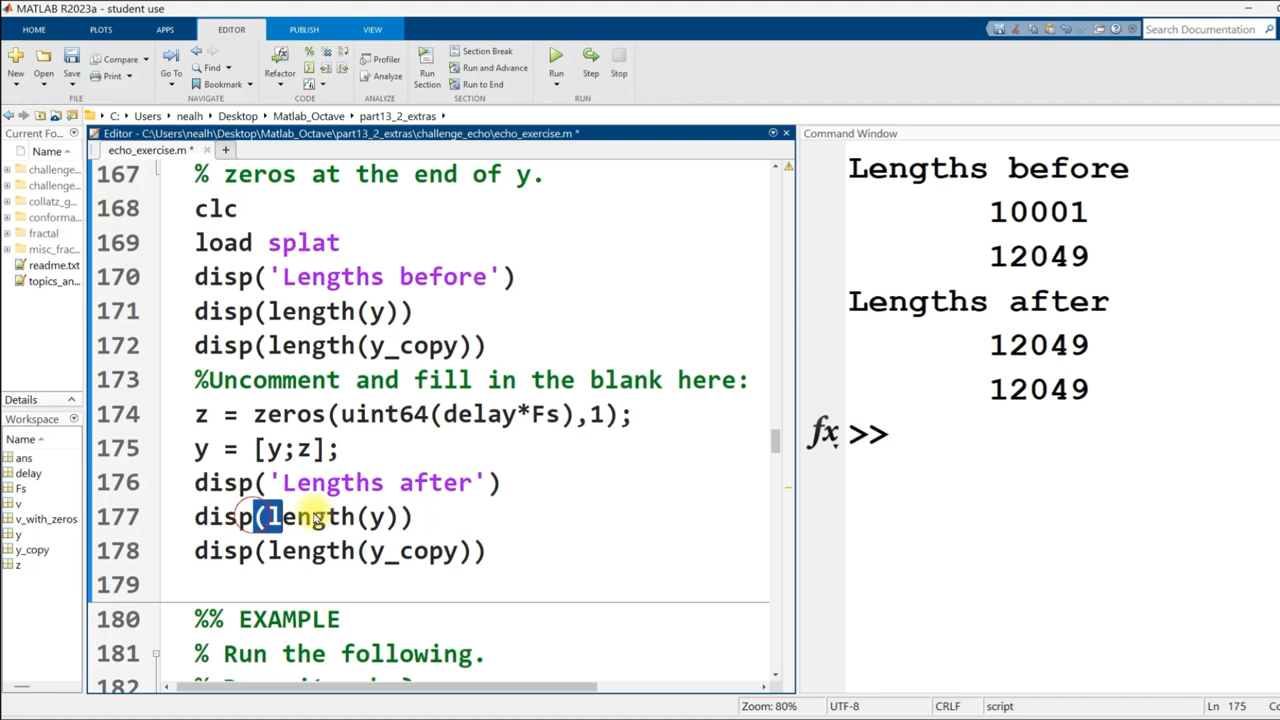 MATLAB R2023a - student use
HOME
PLOTS
APPS
EDITOR
PUBLISH
VIEW
Search Documentation
New
Open
Save
Compare
Print
Go To
Find
Bookmark
Refactor
Profiler
Analyze
Run Section
Section Break
Run and Advance
Run to End
Run
Step
Stop
FILE
NAVIGATE
CODE
ANALYZE
SECTION
RUN
C: Users nealh Desktop Matlab_Octave part13_2_extras
Current Fo...
Name
challenge...
challenge...
collatz_g...
conforma...
fractal
misc_frac...
readme.txt
topics_an...
Details
Workspace
Name
ans
delay
Fs
v
v_with_zeros
y
y_copy
z
Editor - C:\Users\nealh\Desktop\Matlab_Octave\part13_2_extras\challenge_echo\echo_exercise.m *
echo_exercise.m *
167 % zeros at the end of y.
168 clc
169 load splat
170 disp('Lengths before')
171 disp(length(y))
172 disp(length(y_copy))
173 %Uncomment and fill in the blank here:
174 z = zeros(uint64(delay*Fs),1);
175 y = [y;z];
176 disp('Lengths after')
177 disp(length(y))
178 disp(length(y_copy))
179
180 %% EXAMPLE
181 % Run the following.
182
Command Window
Lengths before
10001
12049
Lengths after
12049
12049
fx >>
Zoom: 80%
UTF-8
CRLF
script
Ln 175